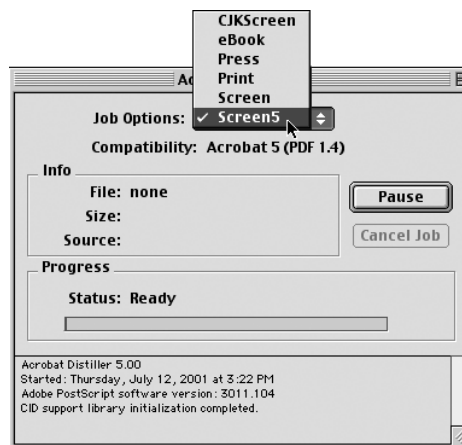 CJKScreen
eBook
Press
Print
Screen
Job Options: ✓ Screen5
Compatibility: Acrobat 5 (PDF 1.4)
Info
File: none
Size:
Source:
Pause
Cancel Job
Progress
Status: Ready
Acrobat Distiller 5.00
Started: Thursday, July 12, 2001 at 3:22 PM
Adobe PostScript software version: 3011.104
CID support library initialization completed.